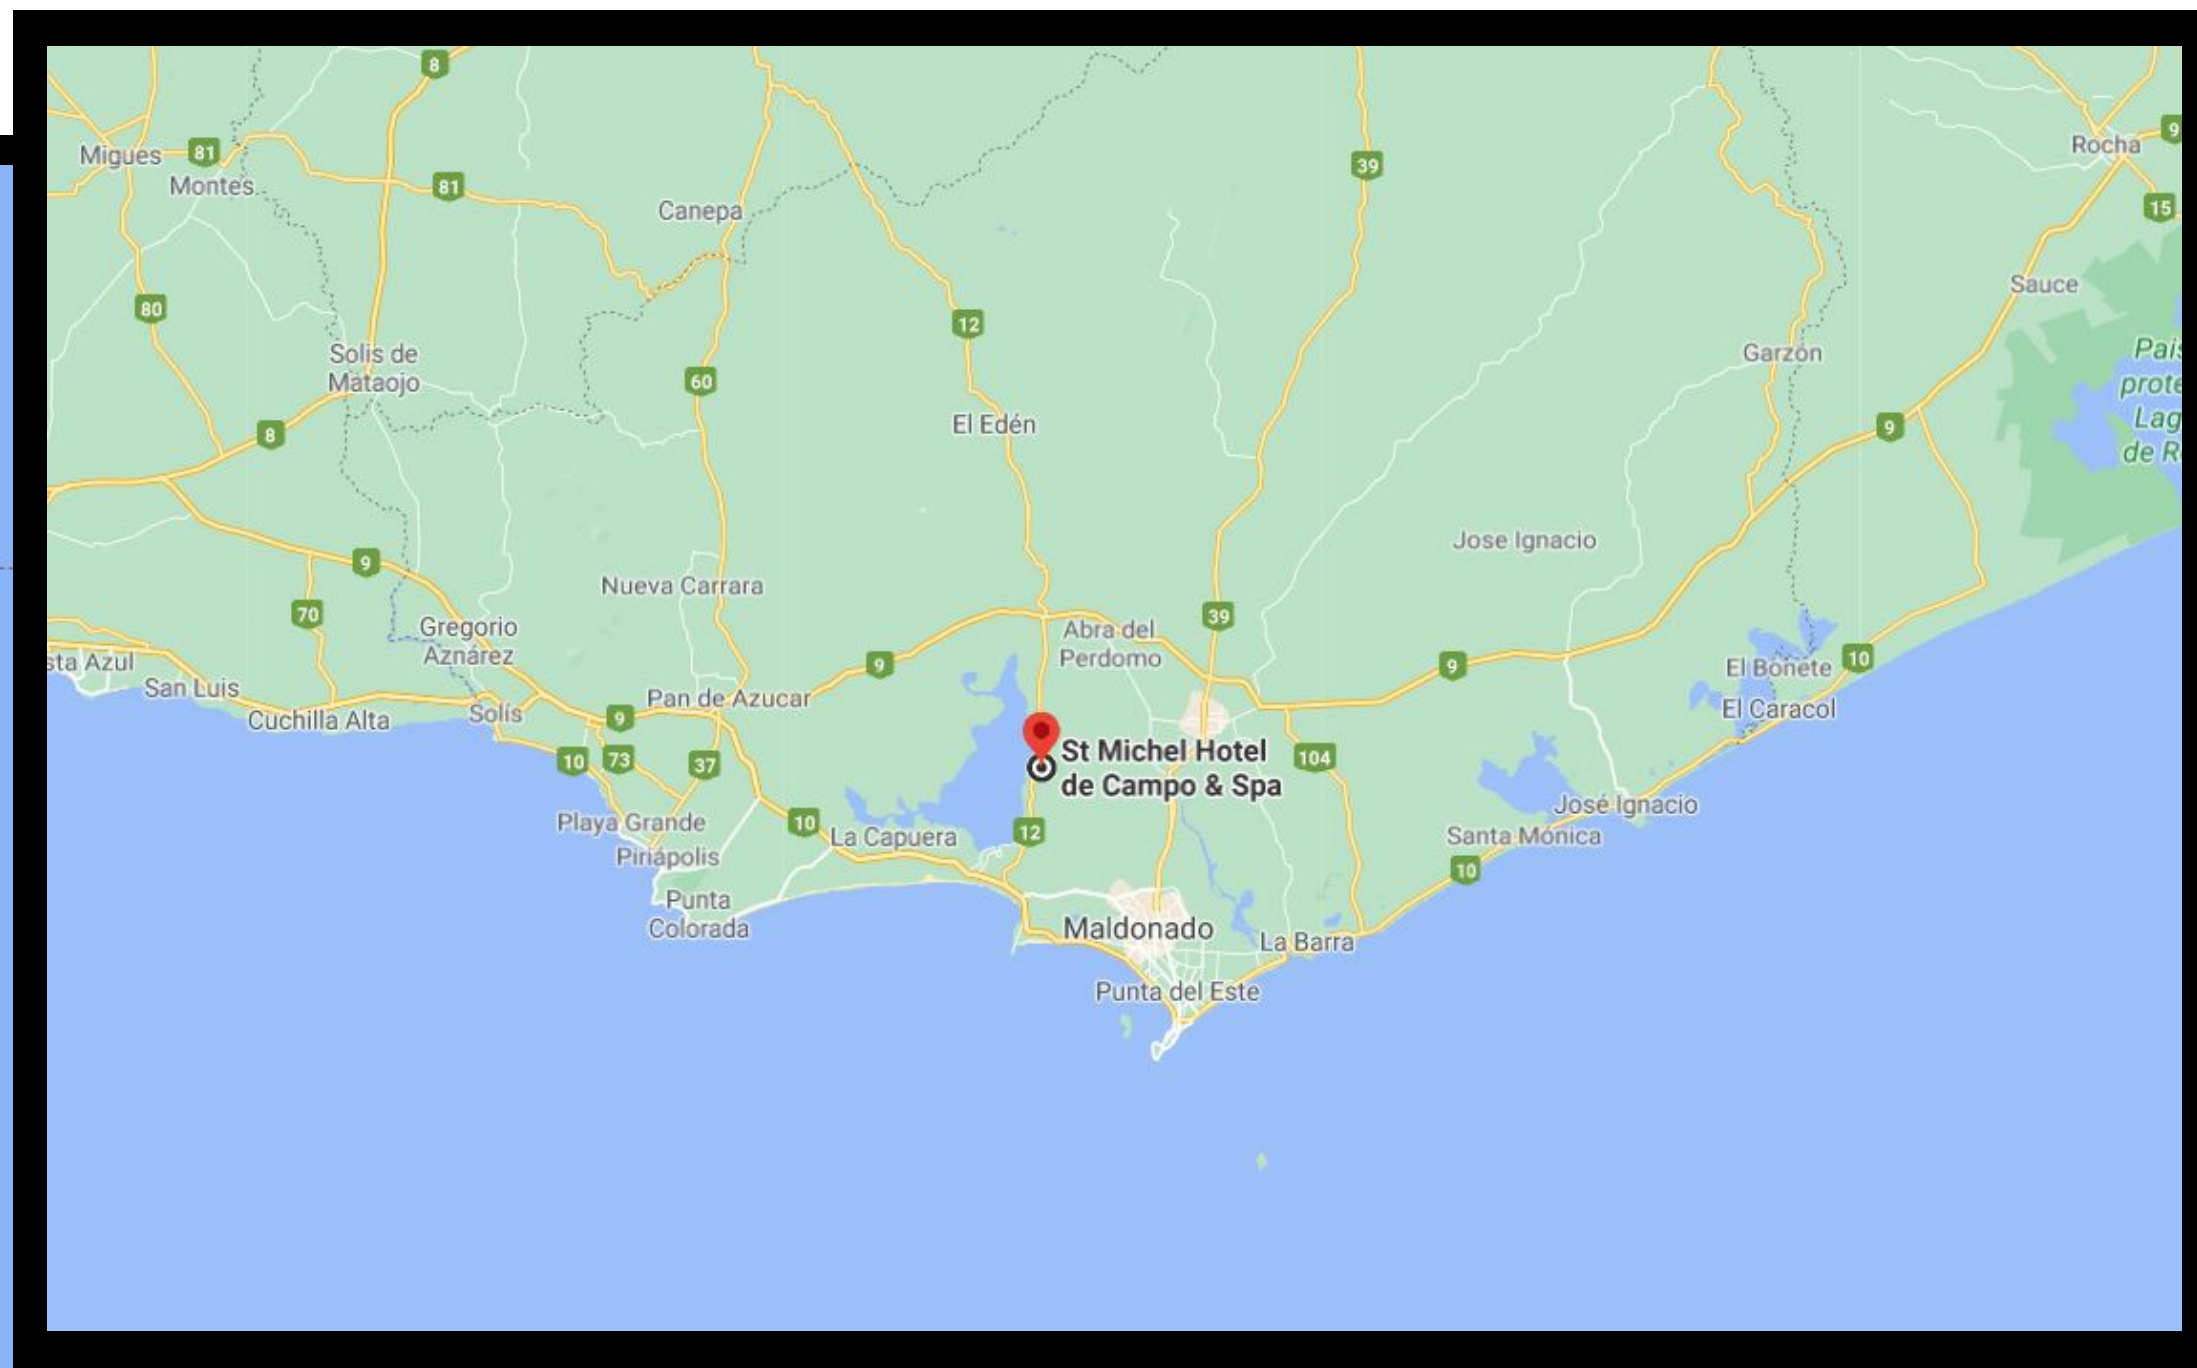 8
39
9
Rocha
Migues
81
Montes
81
15
Canepa
Sauce
80
12
Solis de
Mataojo
60
Garzón
Pais
prote
Lag
de R
El Edén
9
8
9
Jose Ignacio
Nueva Carrara
70
39
Gregorio
Aznárez
Abra del
Perdomo
9
9
El Bonete
10
sta Azul
San Luis
Pan de Azucar
Cuchilla Alta
Solís
9
El Caracol
10
73
37
St Michel Hotel
de Campo & Spa
104
José Ignacio
Playa Grande
10
La Capuera
12
Santa Mónica
Piriápolis
10
Punta
Colorada
Maldonado
La Barra
Punta del Este